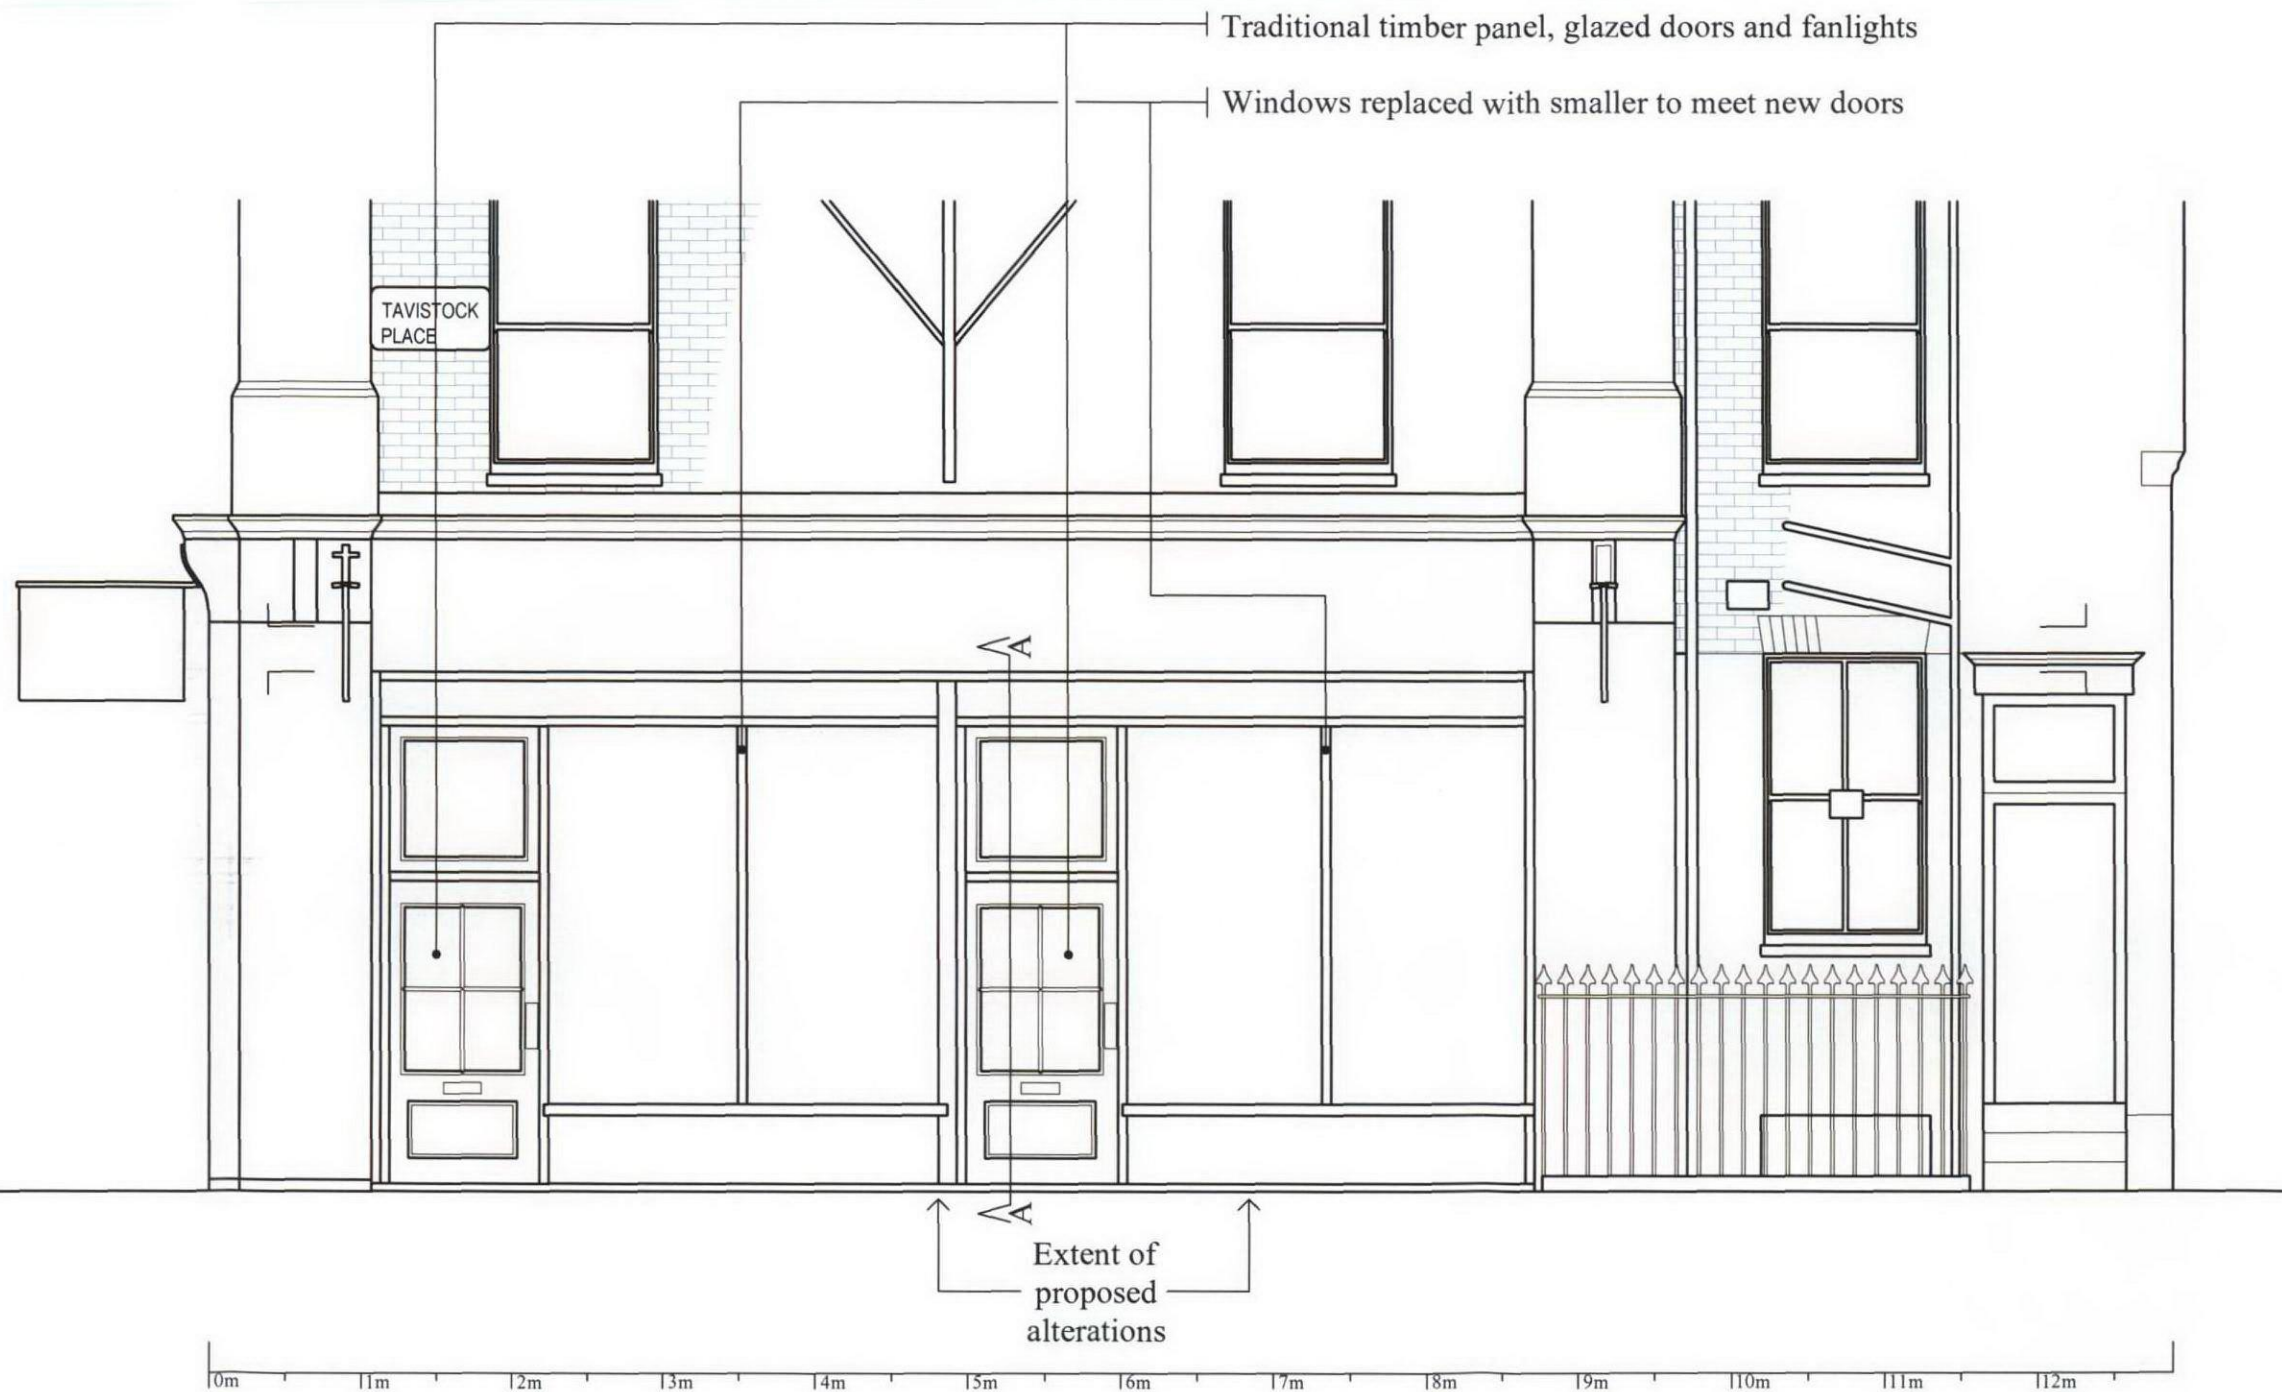 Traditional timber panel, glazed doors and fanlights
Windows replaced with smaller to meet new doors
TAVISTOCK
PLACE
A
A
Extent of
proposed
alterations
0m 1m 2m 3m 4m 5m 6m 7m 8m 9m 10m 11m 12m